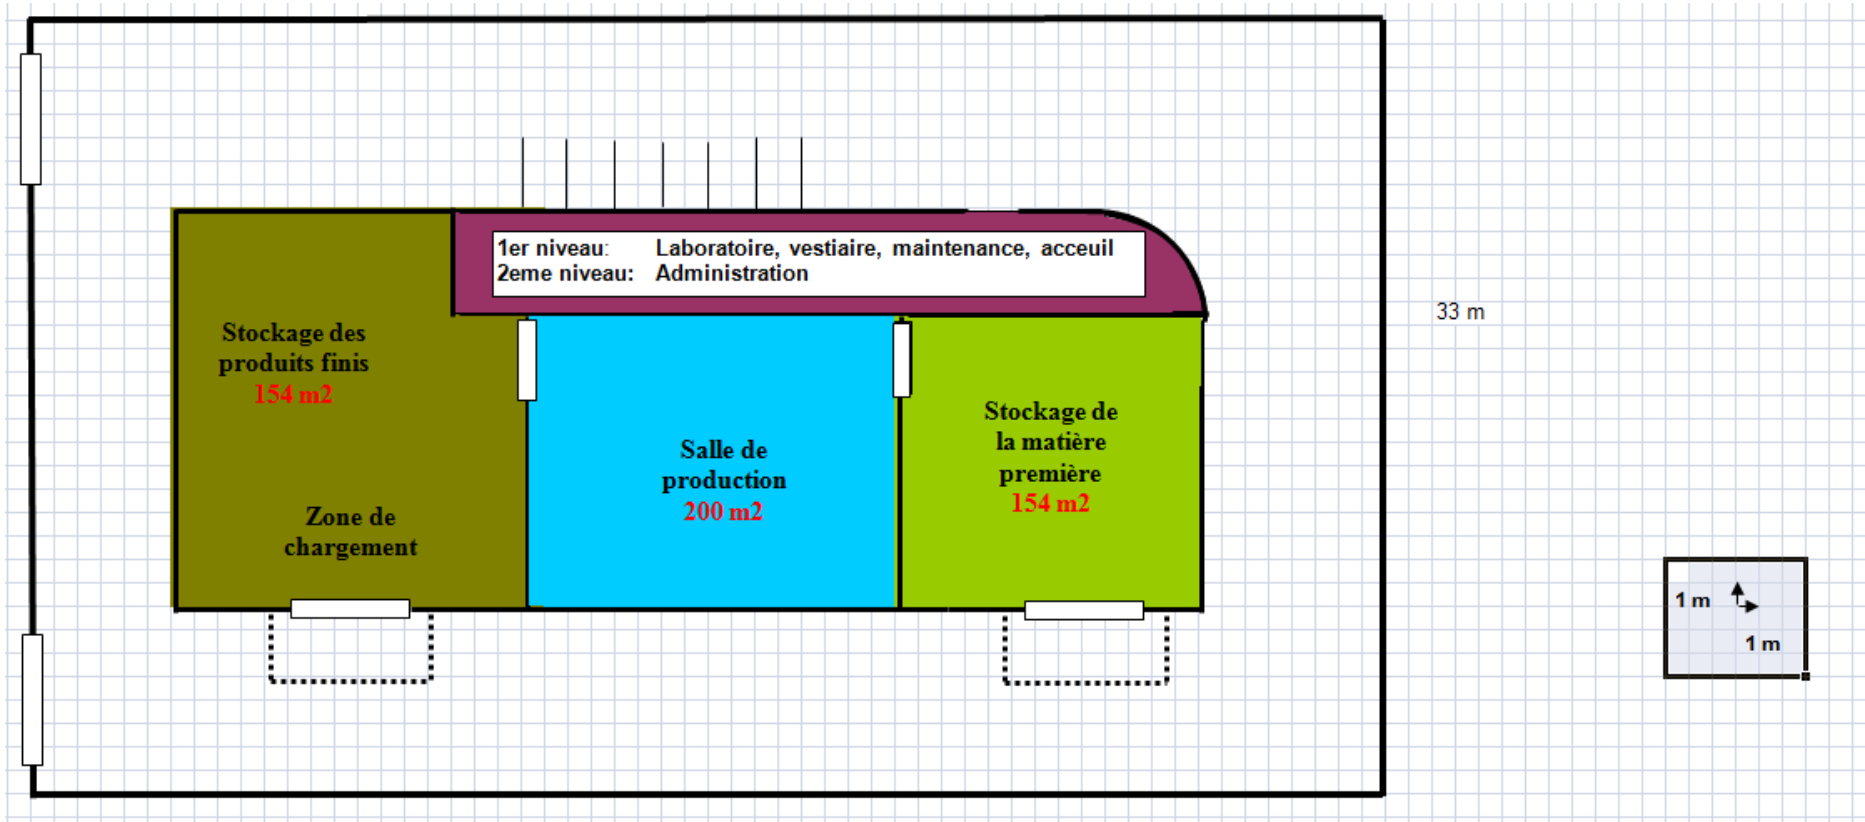 1er niveau: Laboratoire, vestiaire, maintenance, acceuil
2eme niveau: Administration
Stockage des
produits finis
154 m2
Zone de
chargement
Salle de
production
200 m2
Stockage de
la matière
première
154 m2
33 m
1 m
1 m